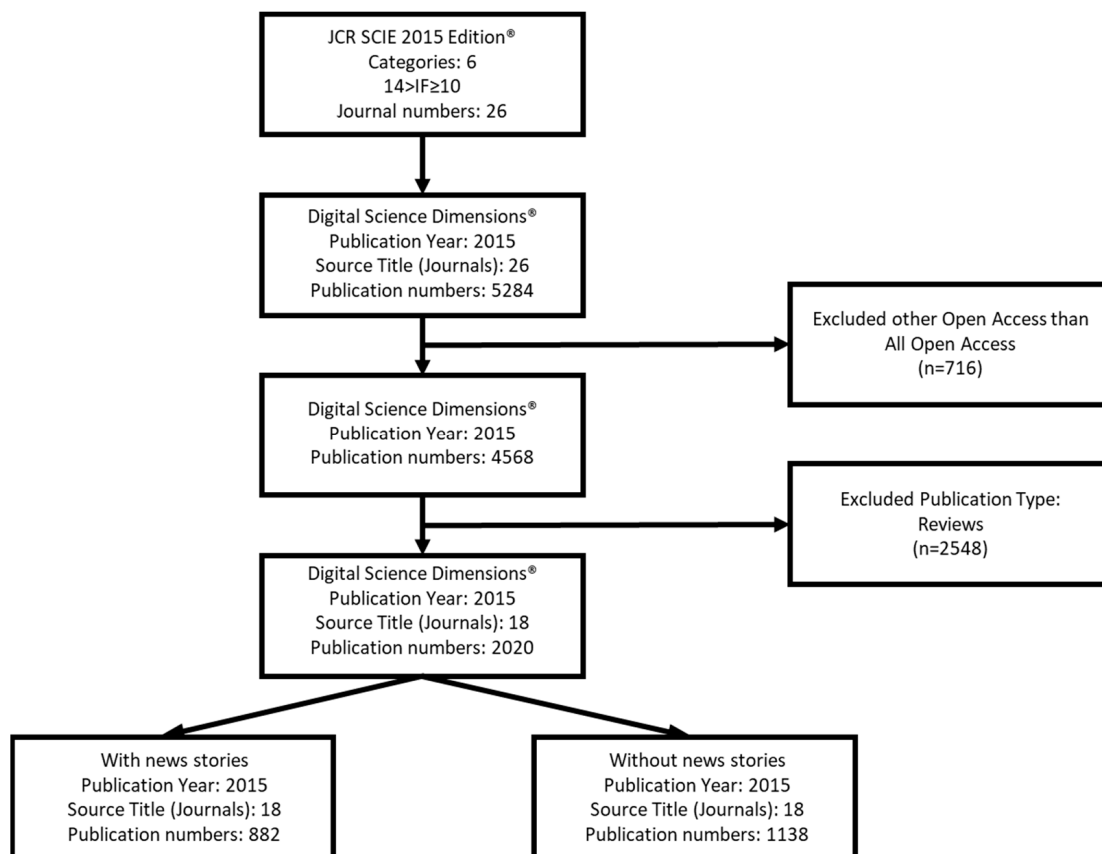 JCR SCIE 2015 Edition®
Categories: 6
14>IF≥10
Journal numbers: 26
Digital Science Dimensions®
Publication Year: 2015
Source Title (Journals): 26
Publication numbers: 5284
Excluded other Open Access than
All Open Access
(n=716)
Digital Science Dimensions®
Publication Year: 2015
Publication numbers: 4568
Excluded Publication Type:
Reviews
(n=2548)
Digital Science Dimensions®
Publication Year: 2015
Source Title (Journals): 18
Publication numbers: 2020
With news stories
Publication Year: 2015
Source Title (Journals): 18
Publication numbers: 882
Without news stories
Publication Year: 2015
Source Title (Journals): 18
Publication numbers: 1138